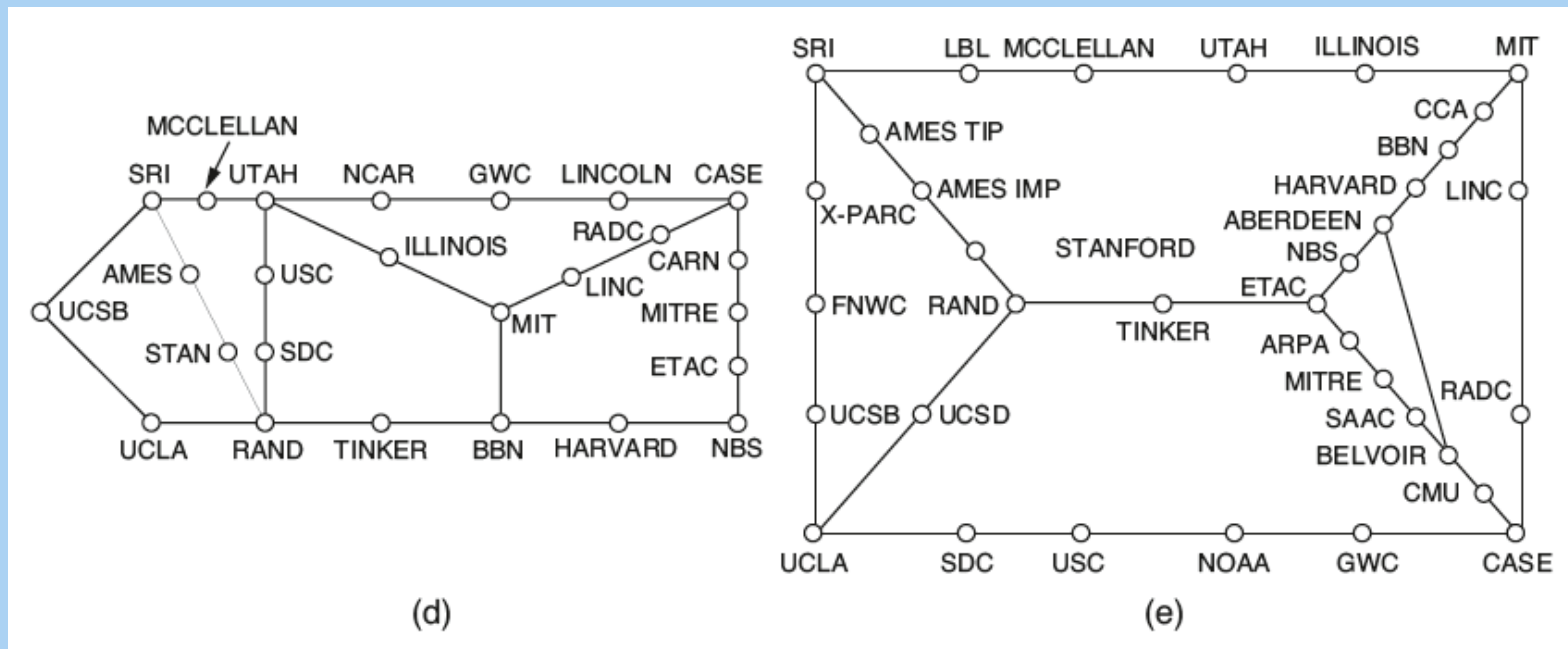 MCCLELLAN
SRI UTAH NCAR GWC LINCOLN CASE
RADC
ILLINOIS
CARN
AMES USC
LINC
UCSB
MITRE
MIT
STAN SDC
ETAC
UCLA RAND TINKER BBN HARVARD NBS
(d)
SRI LBL MCCLELLAN UTAH ILLINOIS MIT
CCA
AMES TIP
BBN
AMES IMP
HARVARD
LINC
X-PARC
ABERDEEN
STANFORD
NBS
ETAC
FNWC RAND
TINKER
ARPA
MITRE
RADC
UCSB UCSD
SAAC
BELVOIR
CMU
UCLA SDC USC NOAA GWC CASE
(e)